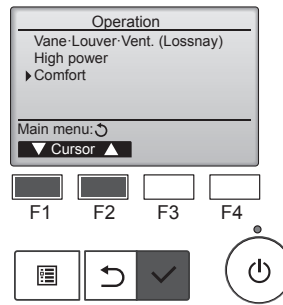 Operation
Vane·Louver·Vent. (Lossnay)
High power
Comfort
Main menu:
Cursor
F1 F2 F3 F4